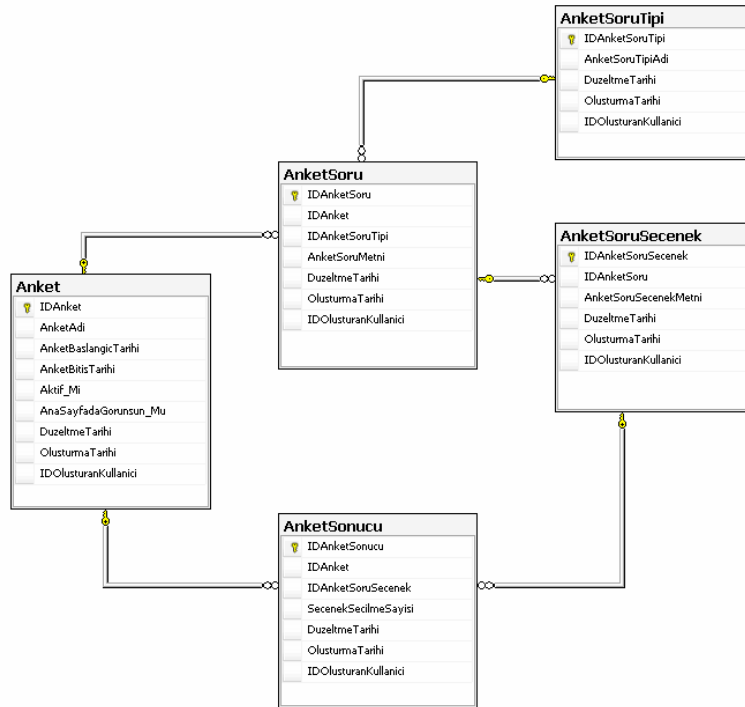 AnketSoruTipi
IDAnketSoruTipi
AnketSoruTipiAdi
DuzeltmeTarihi
OlusturmaTarihi
IDOlusturanKullanici
AnketSoru
IDAnketSoru
IDAnket
IDAnketSoruTipi
AnketSoruMetni
DuzeltmeTarihi
OlusturmaTarihi
IDOlusturanKullanici
AnketSoruSecenek
IDAnketSoruSecenek
IDAnketSoru
AnketSoruSecenekMetni
DuzeltmeTarihi
OlusturmaTarihi
IDOlusturanKullanici
Anket
IDAnket
AnketAdi
AnketBaslangicTarihi
AnketBitisTarihi
Aktif_Mi
AnaSayfadaGorunsun_Mu
DuzeltmeTarihi
OlusturmaTarihi
IDOlusturanKullanici
AnketSonucu
IDAnketSonucu
IDAnket
IDAnketSoruSecenek
SecenekSecilmeSayisi
DuzeltmeTarihi
OlusturmaTarihi
IDOlusturanKullanici